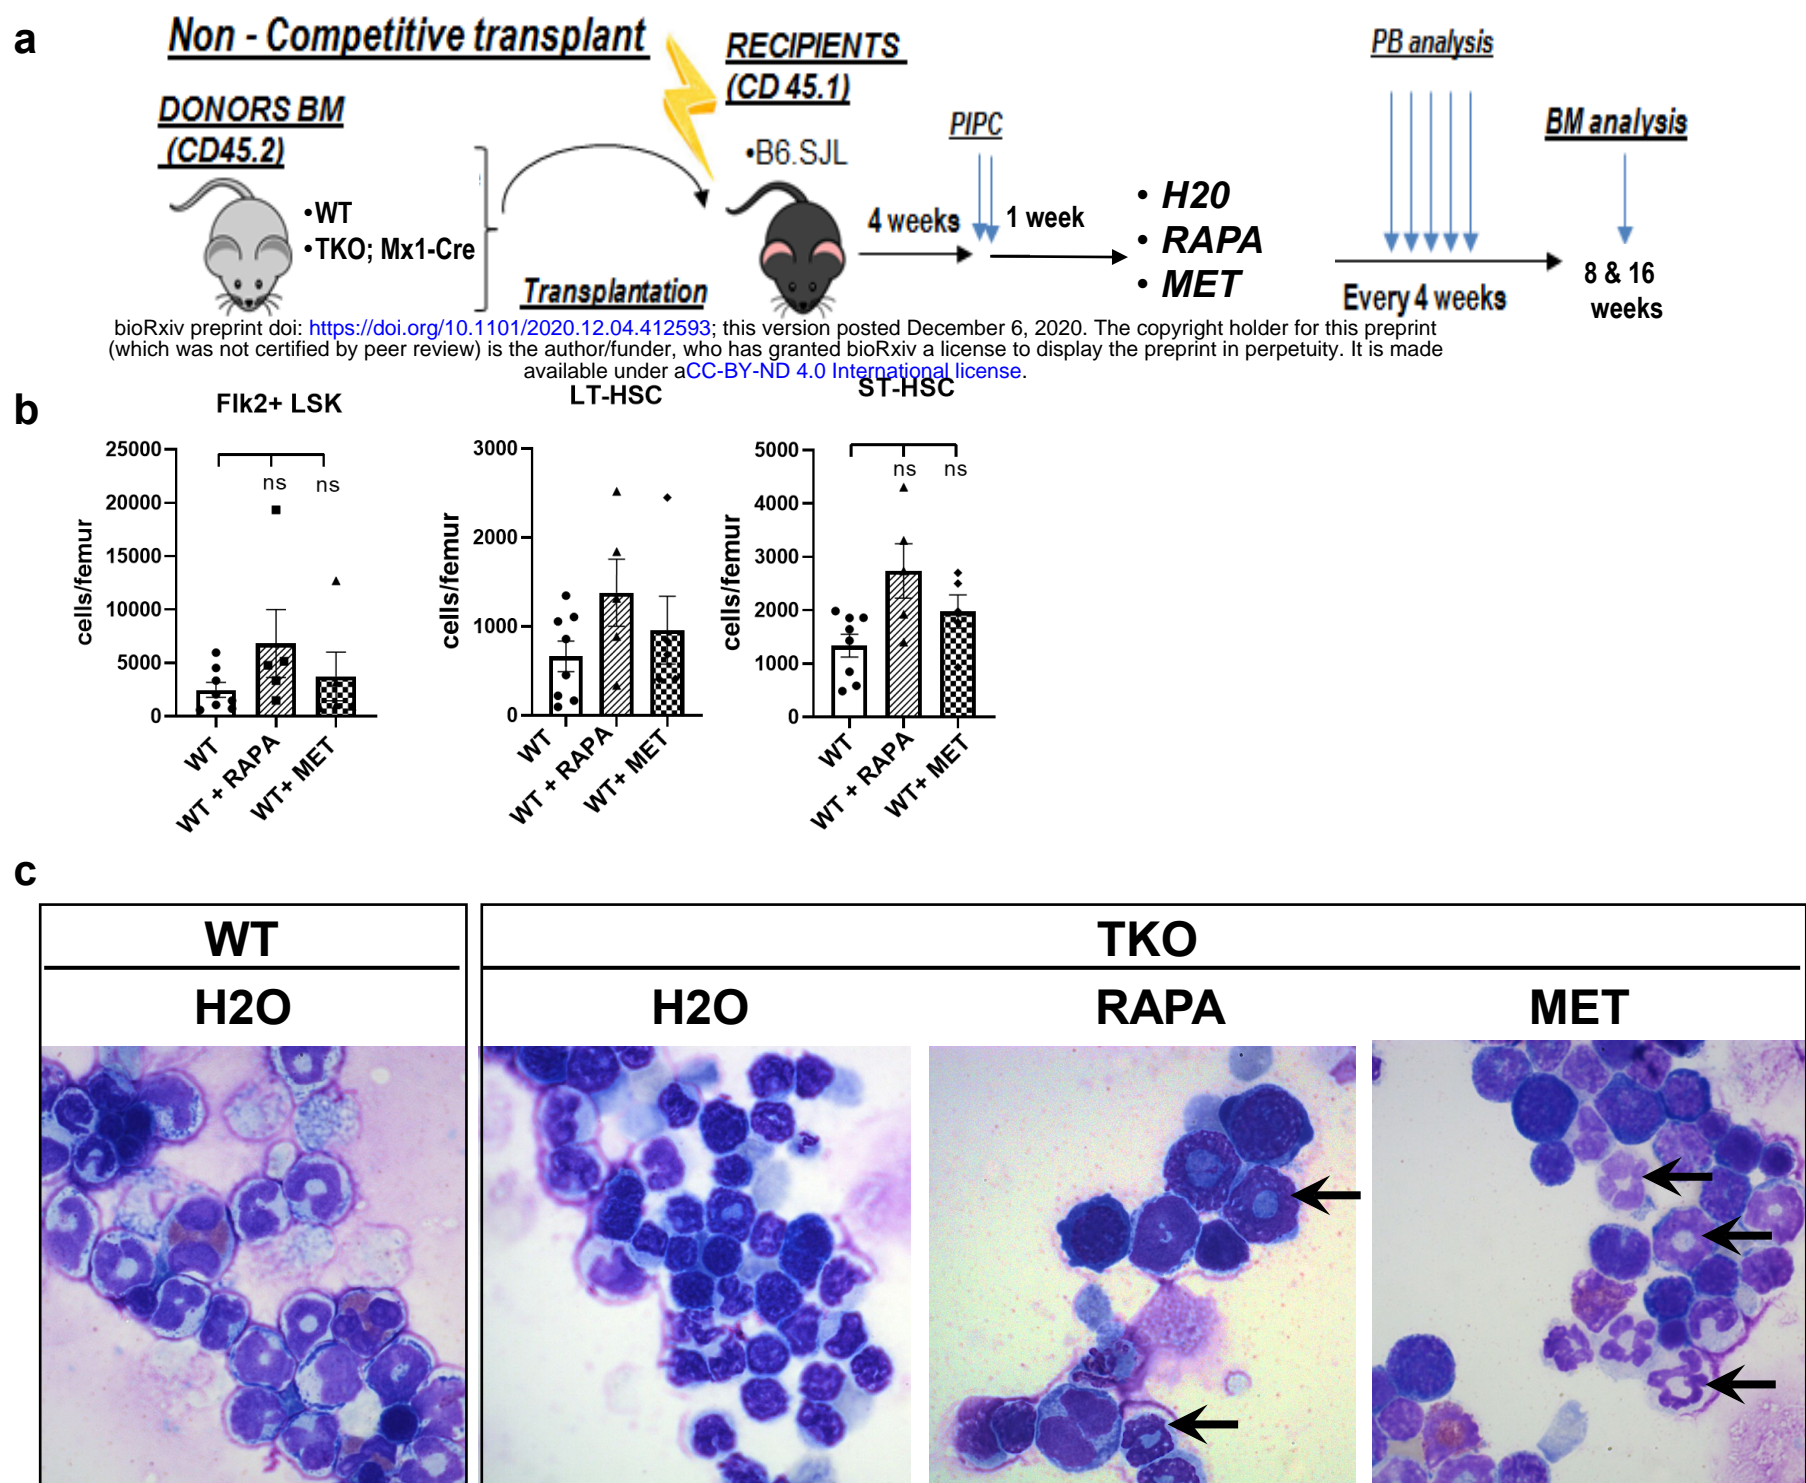 a
Non - Competitive transplant
RECIPIENTS
(CD 45.1)
DONORS BM
(CD45.2)
•B6.SJL
•WT
•TKO; Mx1-Cre
Transplantation
4 weeks
PIPC
1 week
• H20
• RAPA
• MET
PB analysis
Every 4 weeks
BM analysis
8 & 16
weeks
bioRxiv preprint doi: https://doi.org/10.1101/2020.12.04.412593; this version posted December 6, 2020. The copyright holder for this preprint
(which was not certified by peer review) is the author/funder, who has granted bioRxiv a license to display the preprint in perpetuity. It is made
available under aCC-BY-ND 4.0 International license.
b
Flk2+ LSK
cells/femur
25000
20000
15000
10000
5000
0
ns ns
WT
WT + RAPA
WT+ MET
LT-HSC
cells/femur
3000
2000
1000
0
WT
WT + RAPA
WT+ MET
ST-HSC
cells/femur
5000
4000
3000
2000
1000
0
ns ns
WT
WT + RAPA
WT+ MET
c
WT
TKO
H2O
H2O
RAPA
MET